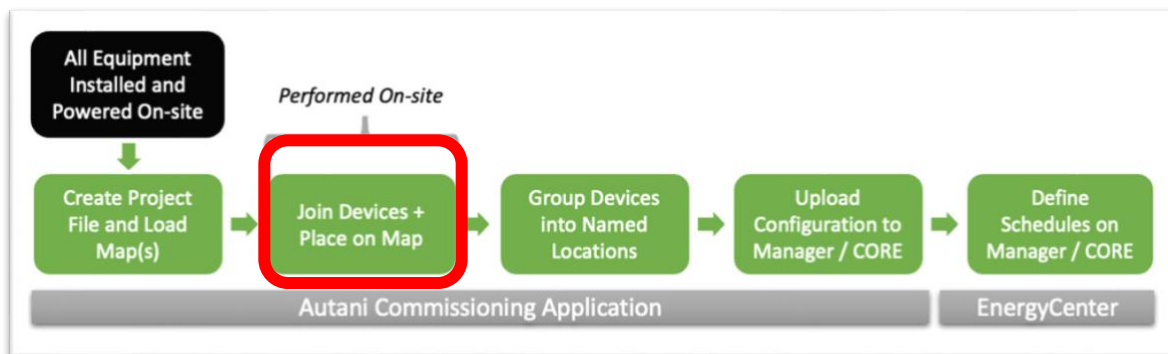 All Equipment
Installed and
Powered On-site
Performed On-site
Create Project
File and Load
Map(s)
Join Devices +
Place on Map
Group Devices
into Named
Locations
Upload
Configuration to
Manager / CORE
Define
Schedules on
Manager / CORE
Autani Commissioning Application
EnergyCenter